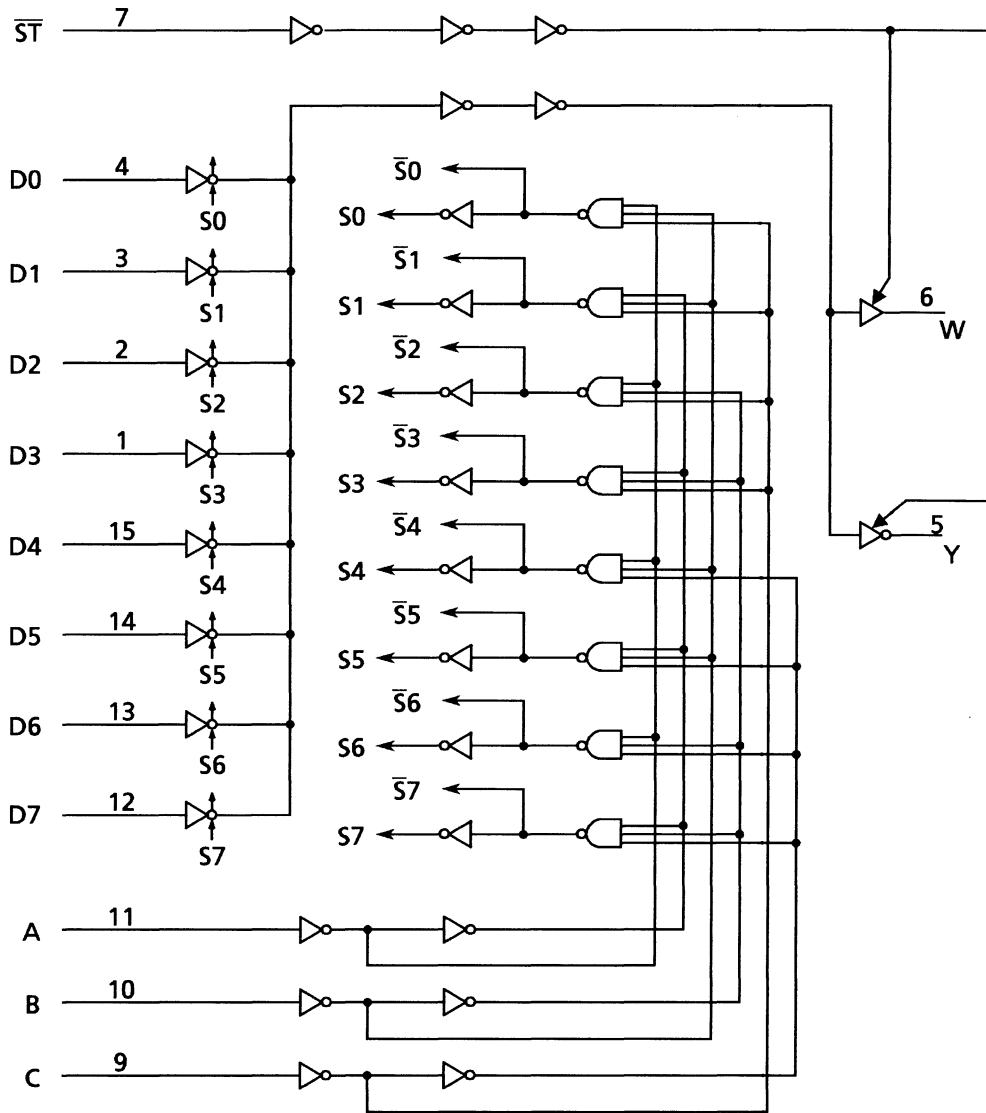 S̅T̅ 7
D0 4 S0
D1 3 S1
D2 2 S2
D3 1 S3
D4 15 S4
D5 14 S5
D6 13 S6
D7 12 S7
S̅0
S0
S̅1
S1
S̅2
S2
S̅3
S3
S̅4
S4
S̅5
S5
S̅6
S6
S̅7
S7
6
W
5
Y
A 11
B 10
C 9